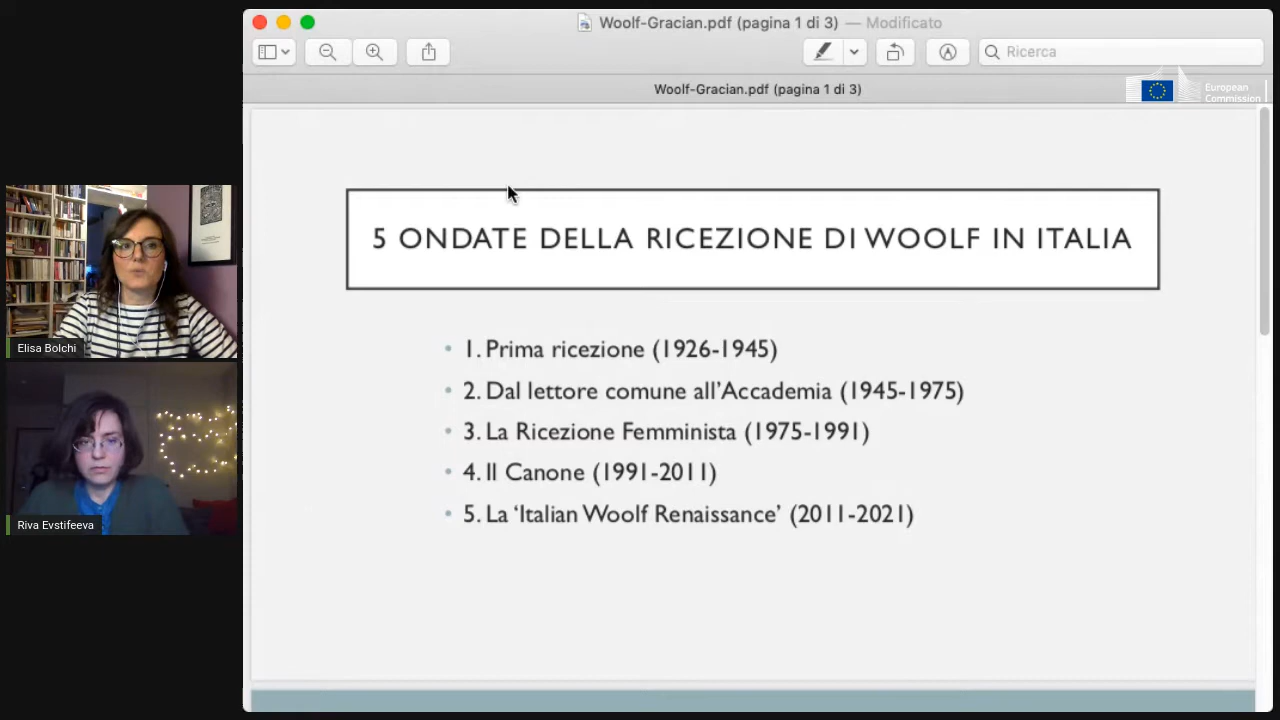 Woolf-Gracian.pdf (pagina 1 di 3) — Modificato
Ricerca
Woolf-Gracian.pdf (pagina 1 di 3)
European
Commission
5 ONDATE DELLA RICEZIONE DI WOOLF IN ITALIA
• 1. Prima ricezione (1926-1945)
• 2. Dal lettore comune all’Accademia (1945-1975)
• 3. La Ricezione Femminista (1975-1991)
• 4. Il Canone (1991-2011)
• 5. La ‘Italian Woolf Renaissance’ (2011-2021)
Elisa Bolchi
Riva Evstifeeva